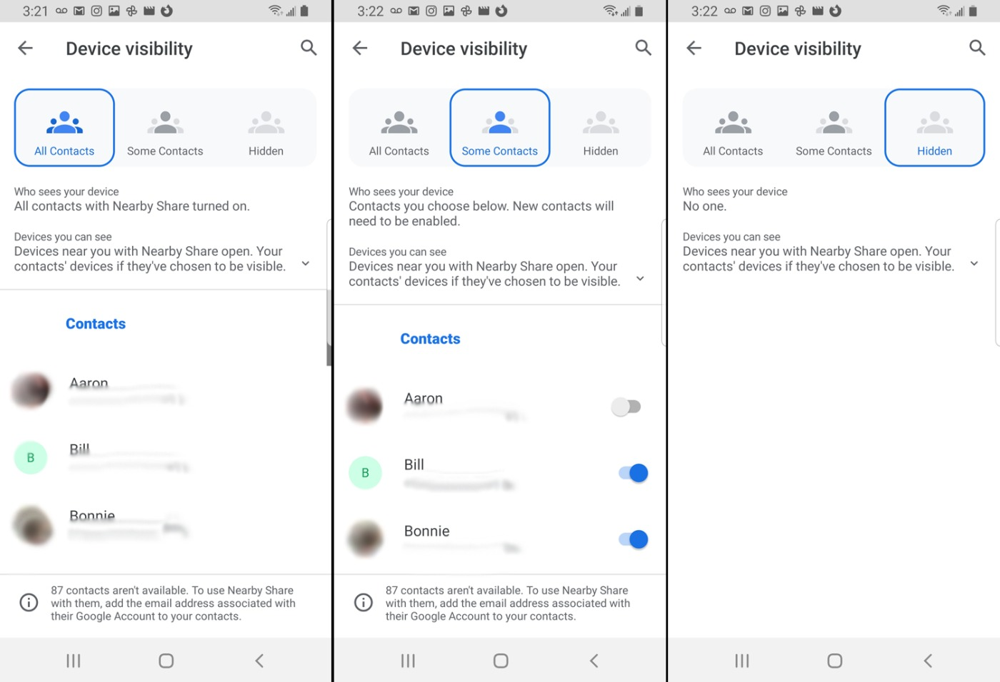 3:21
Device visibility
All Contacts
Some Contacts
Hidden
Who sees your device
All contacts with Nearby Share turned on.
Devices you can see
Devices near you with Nearby Share open. Your
contacts' devices if they've chosen to be visible.
Contacts
Aaron
B
Bill
Bonnie
87 contacts aren't available. To use Nearby Share
with them, add the email address associated with
their Google Account to your contacts.
3:22
Device visibility
All Contacts
Some Contacts
Hidden
Who sees your device
Contacts you choose below. New contacts will
need to be enabled.
Devices you can see
Devices near you with Nearby Share open. Your
contacts' devices if they've chosen to be visible.
Contacts
Aaron
B
Bill
Bonnie
87 contacts aren't available. To use Nearby Share
with them, add the email address associated with
their Google Account to your contacts.
3:22
Device visibility
All Contacts
Some Contacts
Hidden
Who sees your device
No one.
Devices you can see
Devices near you with Nearby Share open. Your
contacts' devices if they've chosen to be visible.